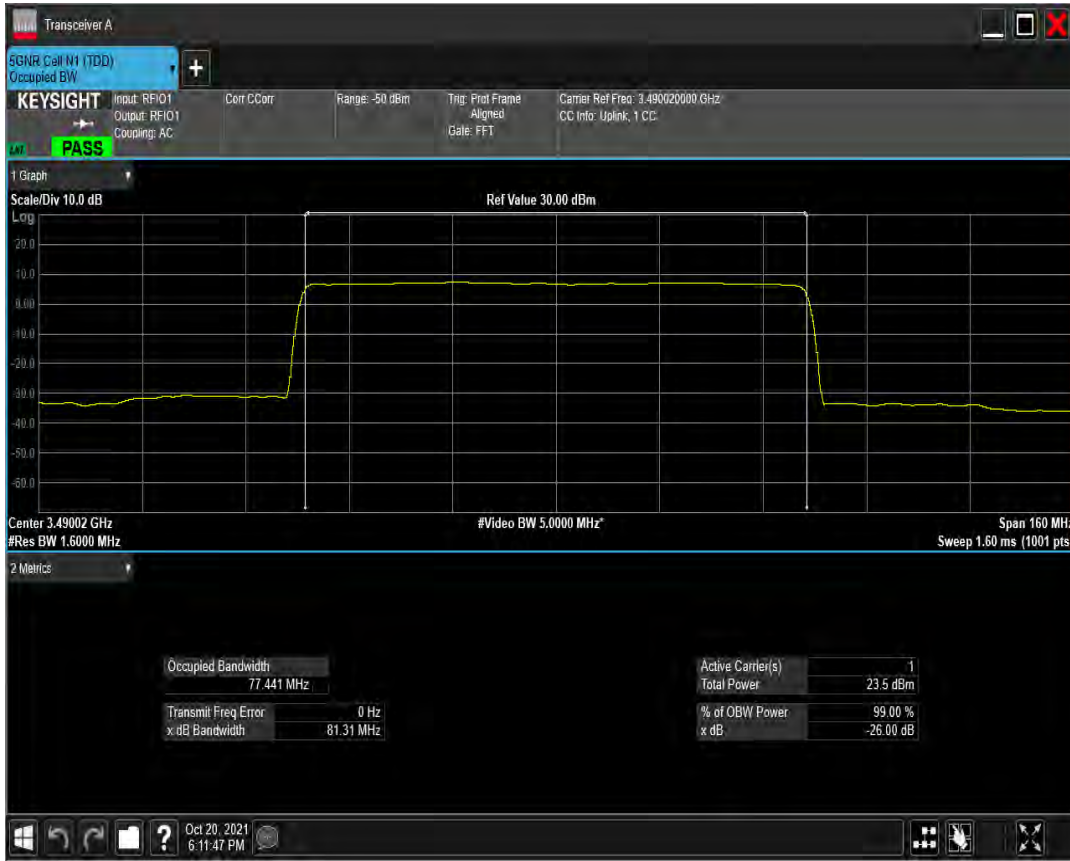 Transceiver A
5GNR Cell N1 (TDD)
Occupied BW
+
KEYSIGHT
Input: RFIO1
Output: RFIO1
Coupling: AC
Corr CCorr
Range: -50 dBm
Trig: Prot Frame
Aligned
Gate: FFT
Carrier Ref Freq: 3.490020000 GHz
CC Info: Uplink, 1 CC
PASS
1 Graph
Scale/Div 10.0 dB
Ref Value 30.00 dBm
Log
20.0
10.0
0.00
-10.0
-20.0
-30.0
-40.0
-50.0
-60.0
Center 3.49002 GHz
#Video BW 5.0000 MHz*
Span 160 MHz
#Res BW 1.6000 MHz
Sweep 1.60 ms (1001 pts
2 Metrics
Occupied Bandwidth
77.441 MHz
Transmit Freq Error 0 Hz
x dB Bandwidth 81.31 MHz
Active Carrier(s) 1
Total Power 23.5 dBm
% of OBW Power 99.00 %
x dB -26.00 dB
?
Oct 20, 2021
6:11:47 PM